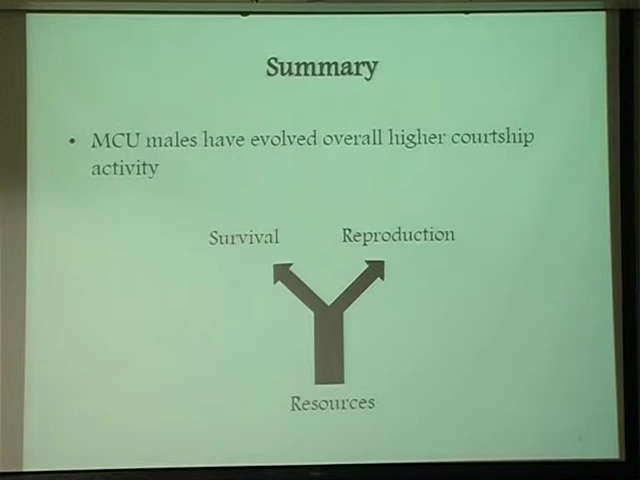 Summary
• MCU males have evolved overall higher courtship
activity
Survival Reproduction
Resources